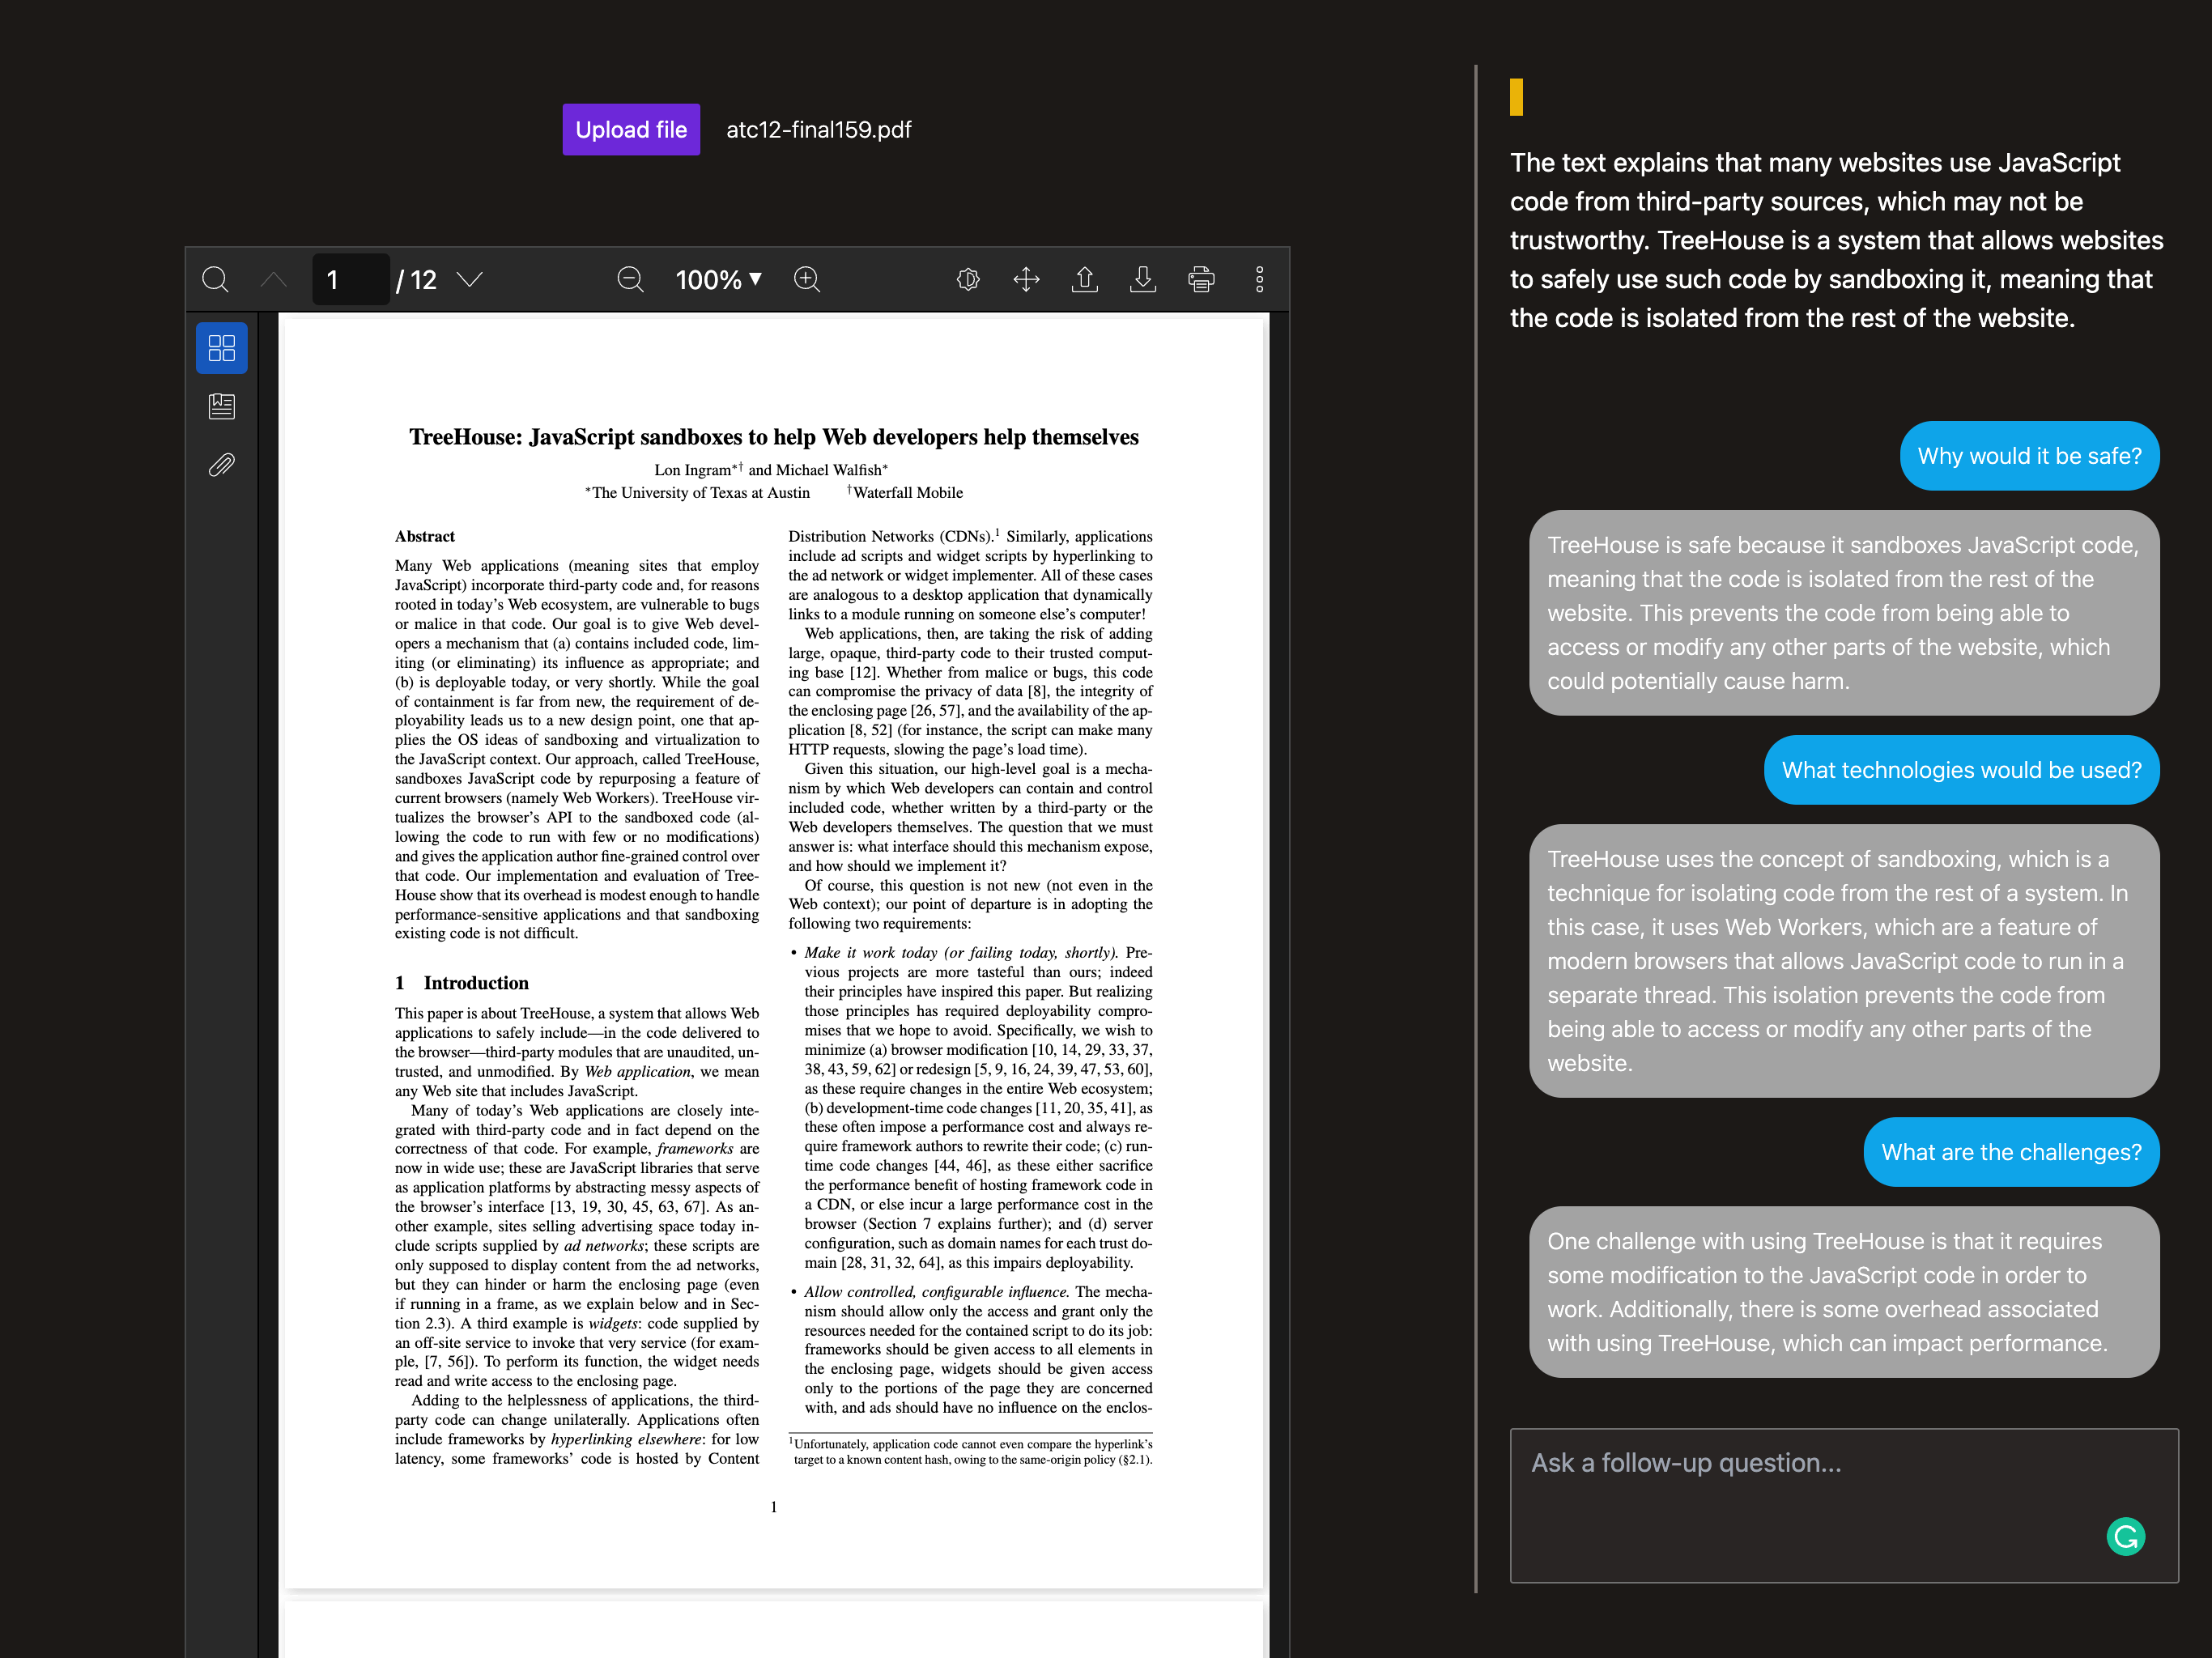 Upload file
atc12-final159.pdf
1
/ 12
100%
TreeHouse: JavaScript sandboxes to help Web developers help themselves
Lon Ingram*† and Michael Walfish*
*The University of Texas at Austin †Waterfall Mobile
Abstract
Many Web applications (meaning sites that employ
JavaScript) incorporate third-party code and, for reasons
rooted in today's Web ecosystem, are vulnerable to bugs
or malice in that code. Our goal is to give Web devel-
opers a mechanism that (a) contains included code, lim-
iting (or eliminating) its influence as appropriate; and
(b) is deployable today, or very shortly. While the goal
of containment is far from new, the requirement of de-
ployability leads us to a new design point, one that ap-
plies the OS ideas of sandboxing and virtualization to
the JavaScript context. Our approach, called TreeHouse,
sandboxes JavaScript code by repurposing a feature of
current browsers (namely Web Workers). TreeHouse vir-
tualizes the browser's API to the sandboxed code (al-
lowing the code to run with few or no modifications)
and gives the application author fine-grained control over
that code. Our implementation and evaluation of Tree-
House show that its overhead is modest enough to handle
performance-sensitive applications and that sandboxing
existing code is not difficult.
1 Introduction
This paper is about TreeHouse, a system that allows Web
applications to safely include—in the code delivered to
the browser—third-party modules that are unaudited, un-
trusted, and unmodified. By Web application, we mean
any Web site that includes JavaScript.
Many of today's Web applications are closely inte-
grated with third-party code and in fact depend on the
correctness of that code. For example, frameworks are
now in wide use; these are JavaScript libraries that serve
as application platforms by abstracting messy aspects of
the browser's interface [13, 19, 30, 45, 63, 67]. As an-
other example, sites selling advertising space today in-
clude scripts supplied by ad networks; these scripts are
only supposed to display content from the ad networks,
but they can hinder or harm the enclosing page (even
if running in a frame, as we explain below and in Sec-
tion 2.3). A third example is widgets: code supplied by
an off-site service to invoke that very service (for exam-
ple, [7, 56]). To perform its function, the widget needs
read and write access to the enclosing page.
Adding to the helplessness of applications, the third-
party code can change unilaterally. Applications often
include frameworks by hyperlinking elsewhere: for low
latency, some frameworks' code is hosted by Content
Distribution Networks (CDNs).1 Similarly, applications
include ad scripts and widget scripts by hyperlinking to
the ad network or widget implementer. All of these cases
are analogous to a desktop application that dynamically
links to a module running on someone else's computer!
Web applications, then, are taking the risk of adding
large, opaque, third-party code to their trusted comput-
ing base [12]. Whether from malice or bugs, this code
can compromise the privacy of data [8], the integrity of
the enclosing page [26, 57], and the availability of the ap-
plication [8, 52] (for instance, the script can make many
HTTP requests, slowing the page's load time).
Given this situation, our high-level goal is a mecha-
nism by which Web developers can contain and control
included code, whether written by a third-party or the
Web developers themselves. The question that we must
answer is: what interface should this mechanism expose,
and how should we implement it?
Of course, this question is not new (not even in the
Web context); our point of departure is in adopting the
following two requirements:
• Make it work today (or failing today, shortly). Pre-
vious projects are more tasteful than ours; indeed
their principles have inspired this paper. But realizing
those principles has required deployability compro-
mises that we hope to avoid. Specifically, we wish to
minimize (a) browser modification [10, 14, 29, 33, 37,
38, 43, 59, 62] or redesign [5, 9, 16, 24, 39, 47, 53, 60],
as these require changes in the entire Web ecosystem;
(b) development-time code changes [11, 20, 35, 41], as
these often impose a performance cost and always re-
quire framework authors to rewrite their code; (c) run-
time code changes [44, 46], as these either sacrifice
the performance benefit of hosting framework code in
a CDN, or else incur a large performance cost in the
browser (Section 7 explains further); and (d) server
configuration, such as domain names for each trust do-
main [28, 31, 32, 64], as this impairs deployability.
• Allow controlled, configurable influence. The mecha-
nism should allow only the access and grant only the
resources needed for the contained script to do its job:
frameworks should be given access to all elements in
the enclosing page, widgets should be given access
only to the portions of the page they are concerned
with, and ads should have no influence on the enclos-
1Unfortunately, application code cannot even compare the hyperlink's
target to a known content hash, owing to the same-origin policy (§2.1).
1
The text explains that many websites use JavaScript
code from third-party sources, which may not be
trustworthy. TreeHouse is a system that allows websites
to safely use such code by sandboxing it, meaning that
the code is isolated from the rest of the website.
Why would it be safe?
TreeHouse is safe because it sandboxes JavaScript code,
meaning that the code is isolated from the rest of the
website. This prevents the code from being able to
access or modify any other parts of the website, which
could potentially cause harm.
What technologies would be used?
TreeHouse uses the concept of sandboxing, which is a
technique for isolating code from the rest of a system. In
this case, it uses Web Workers, which are a feature of
modern browsers that allows JavaScript code to run in a
separate thread. This isolation prevents the code from
being able to access or modify any other parts of the
website.
What are the challenges?
One challenge with using TreeHouse is that it requires
some modification to the JavaScript code in order to
work. Additionally, there is some overhead associated
with using TreeHouse, which can impact performance.
Ask a follow-up question...